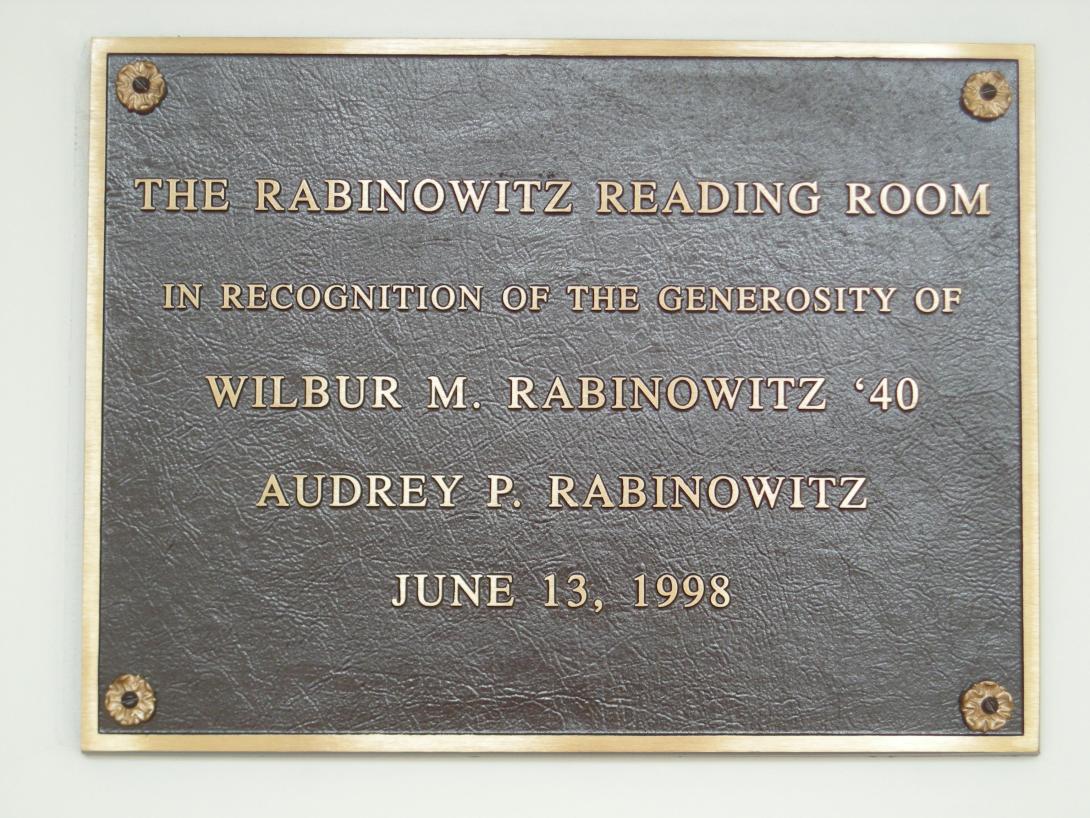 THE RABINOWITZ READING ROOM
IN RECOGNITION OF THE GENEROSITY OF
WILBUR M. RABINOWITZ ‘40
AUDREY P. RABINOWITZ
JUNE 13, 1998